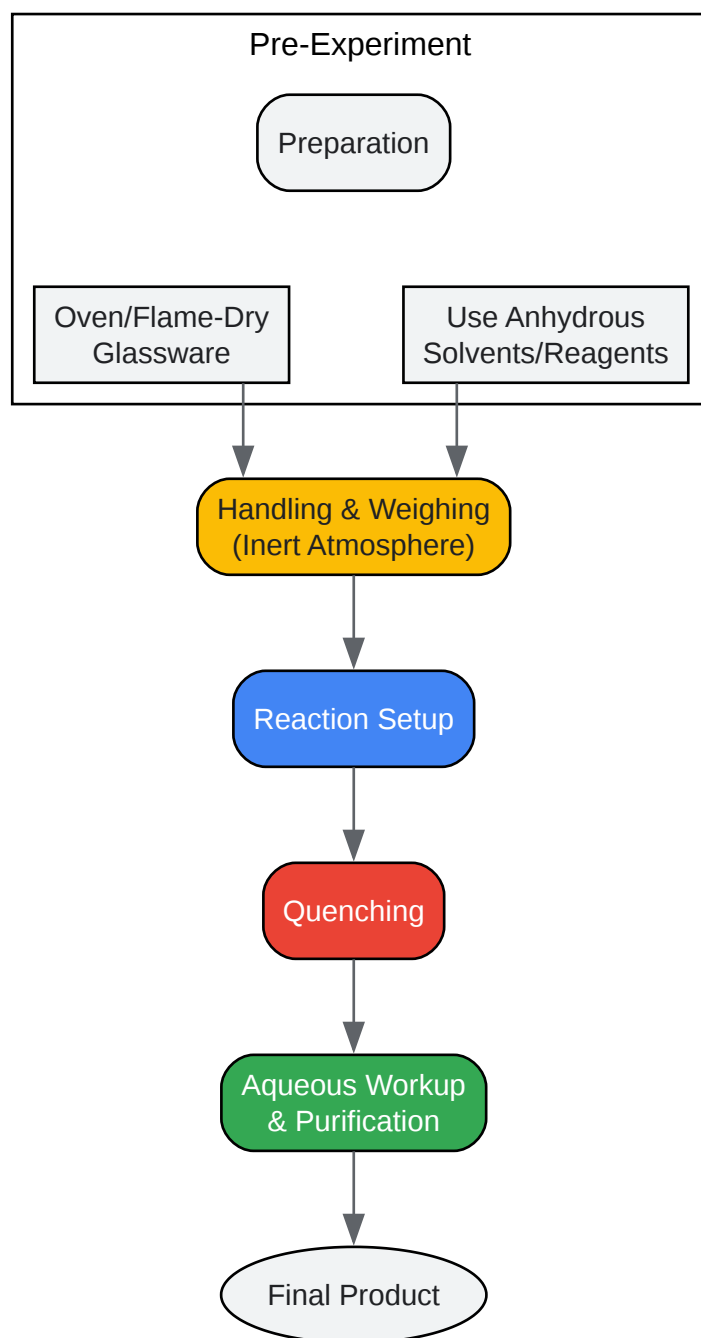 Pre-Experiment
Preparation
Oven/Flame-Dry
Glassware
Use Anhydrous
Solvents/Reagents
Handling & Weighing
(Inert Atmosphere)
Reaction Setup
Quenching
Aqueous Workup
& Purification
Final Product